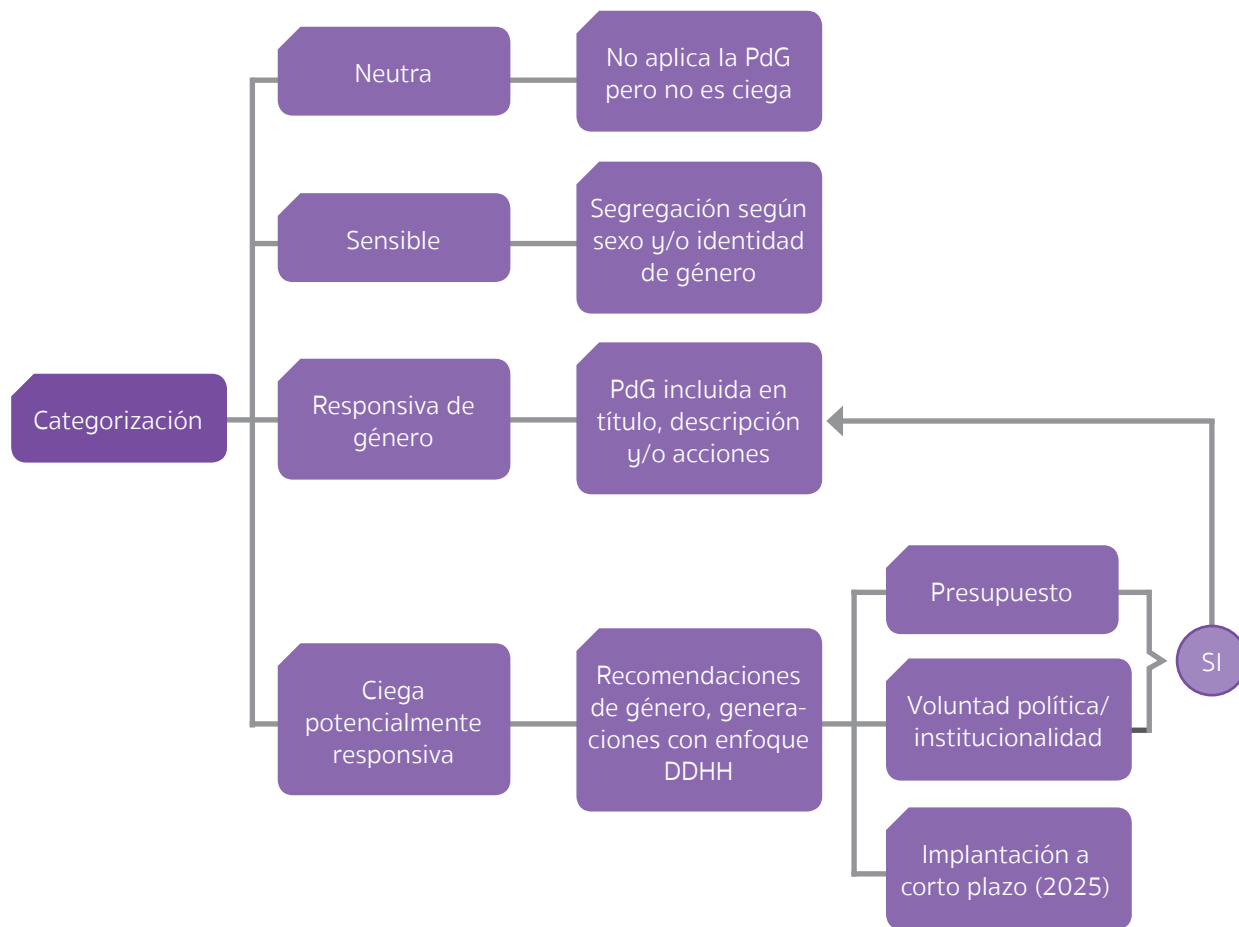 Neutra
No aplica la PdG
pero no es ciega
Sensible
Segregación según
sexo y/o identidad
de género
Categorización
Responsiva de
género
PdG incluida en
título, descripción
y/o acciones
Ciega
potencialmente
responsiva
Recomendaciones
de género, genera-
ciones con enfoque
DDHH
Presupuesto
Voluntad política/
institucionalidad
Implantación a
corto plazo (2025)
SI